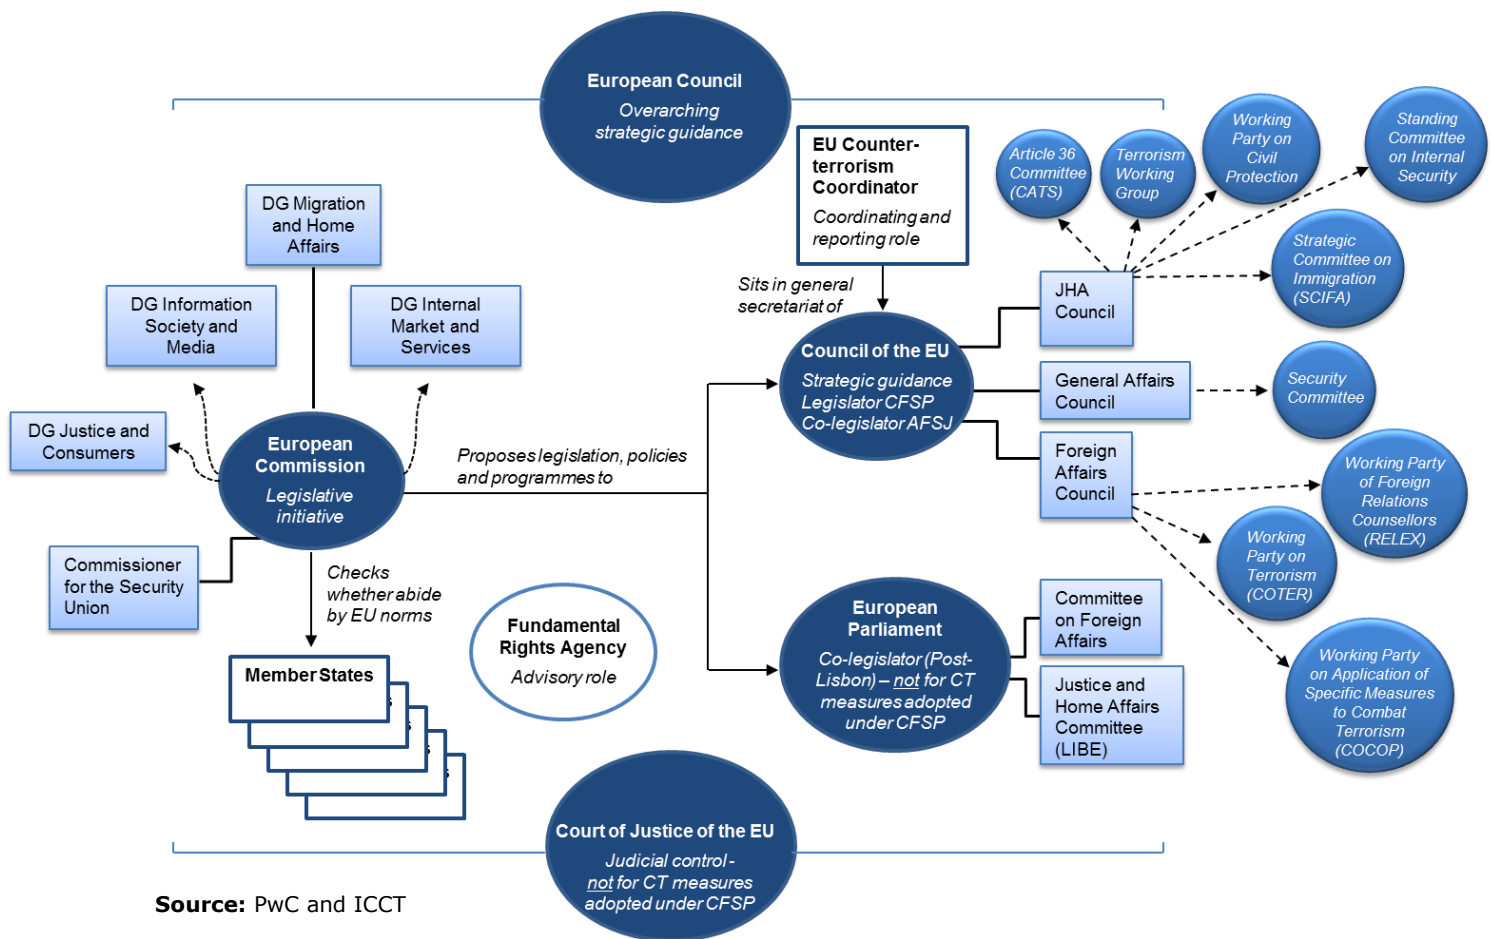 European Council
Overarching
strategic guidance
EU Counter-
terrorism
Coordinator
Coordinating and
reporting role
Article 36
Committee
(CATS)
Terrorism
Working
Group
Working
Party on
Civil
Protection
Standing
Committee
on Internal
Security
DG Migration
and Home
Affairs
DG Information
Society and
Media
DG Internal
Market and
Services
Sits in general
secretariat of
JHA
Council
Strategic
Committee on
Immigration
(SCIFA)
DG Justice and
Consumers
European
Commission
Legislative
initiative
Proposes legislation, policies
and programmes to
Council of the EU
Strategic guidance
Legislator CFSP
Co-legislator AFSJ
General Affairs
Council
Security
Committee
Foreign
Affairs
Council
Working Party
of Foreign
Relations
Counsellors
(RELEX)
Working
Party on
Terrorism
(COTER)
Commissioner
for the Security
Union
Checks
whether abide
by EU norms
Fundamental
Rights Agency
Advisory role
European
Parliament
Co-legislator (Post-
Lisbon) – not for CT
measures adopted
under CFSP
Committee
on Foreign
Affairs
Justice and
Home Affairs
Committee
(LIBE)
Working Party
on Application of
Specific Measures
to Combat
Terrorism
(COCOP)
Member States
s
s
s
s
Court of Justice of the EU
Judicial control -
not for CT measures
adopted under CFSP
Source: PwC and ICCT